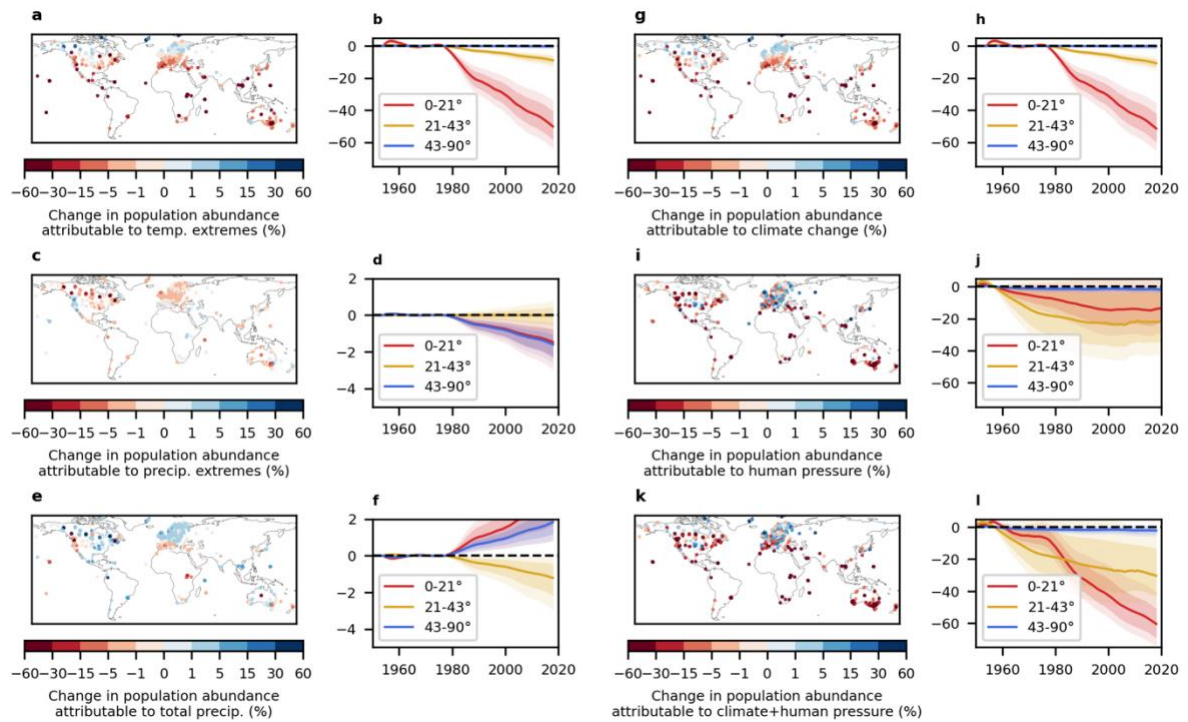 a
−60−30−15 −5 −1 0 1 5 15 30 60
Change in population abundance
attributable to temp. extremes (%)
b
0
−20
−40
−60
0-21°
21-43°
43-90°
1960 1980 2000 2020
g
−60−30−15 −5 −1 0 1 5 15 30 60
Change in population abundance
attributable to climate change (%)
h
0
−20
−40
−60
0-21°
21-43°
43-90°
1960 1980 2000 2020
c
−60−30−15 −5 −1 0 1 5 15 30 60
Change in population abundance
attributable to precip. extremes (%)
d
2
0
−2
−4
0-21°
21-43°
43-90°
1960 1980 2000 2020
i
−60−30−15 −5 −1 0 1 5 15 30 60
Change in population abundance
attributable to human pressure (%)
j
0
−20
−40
−60
0-21°
21-43°
43-90°
1960 1980 2000 2020
e
−60−30−15 −5 −1 0 1 5 15 30 60
Change in population abundance
attributable to total precip. (%)
f
2
0
−2
−4
0-21°
21-43°
43-90°
1960 1980 2000 2020
k
−60−30−15 −5 −1 0 1 5 15 30 60
Change in population abundance
attributable to climate+human pressure (%)
l
0
−20
−40
−60
0-21°
21-43°
43-90°
1960 1980 2000 2020